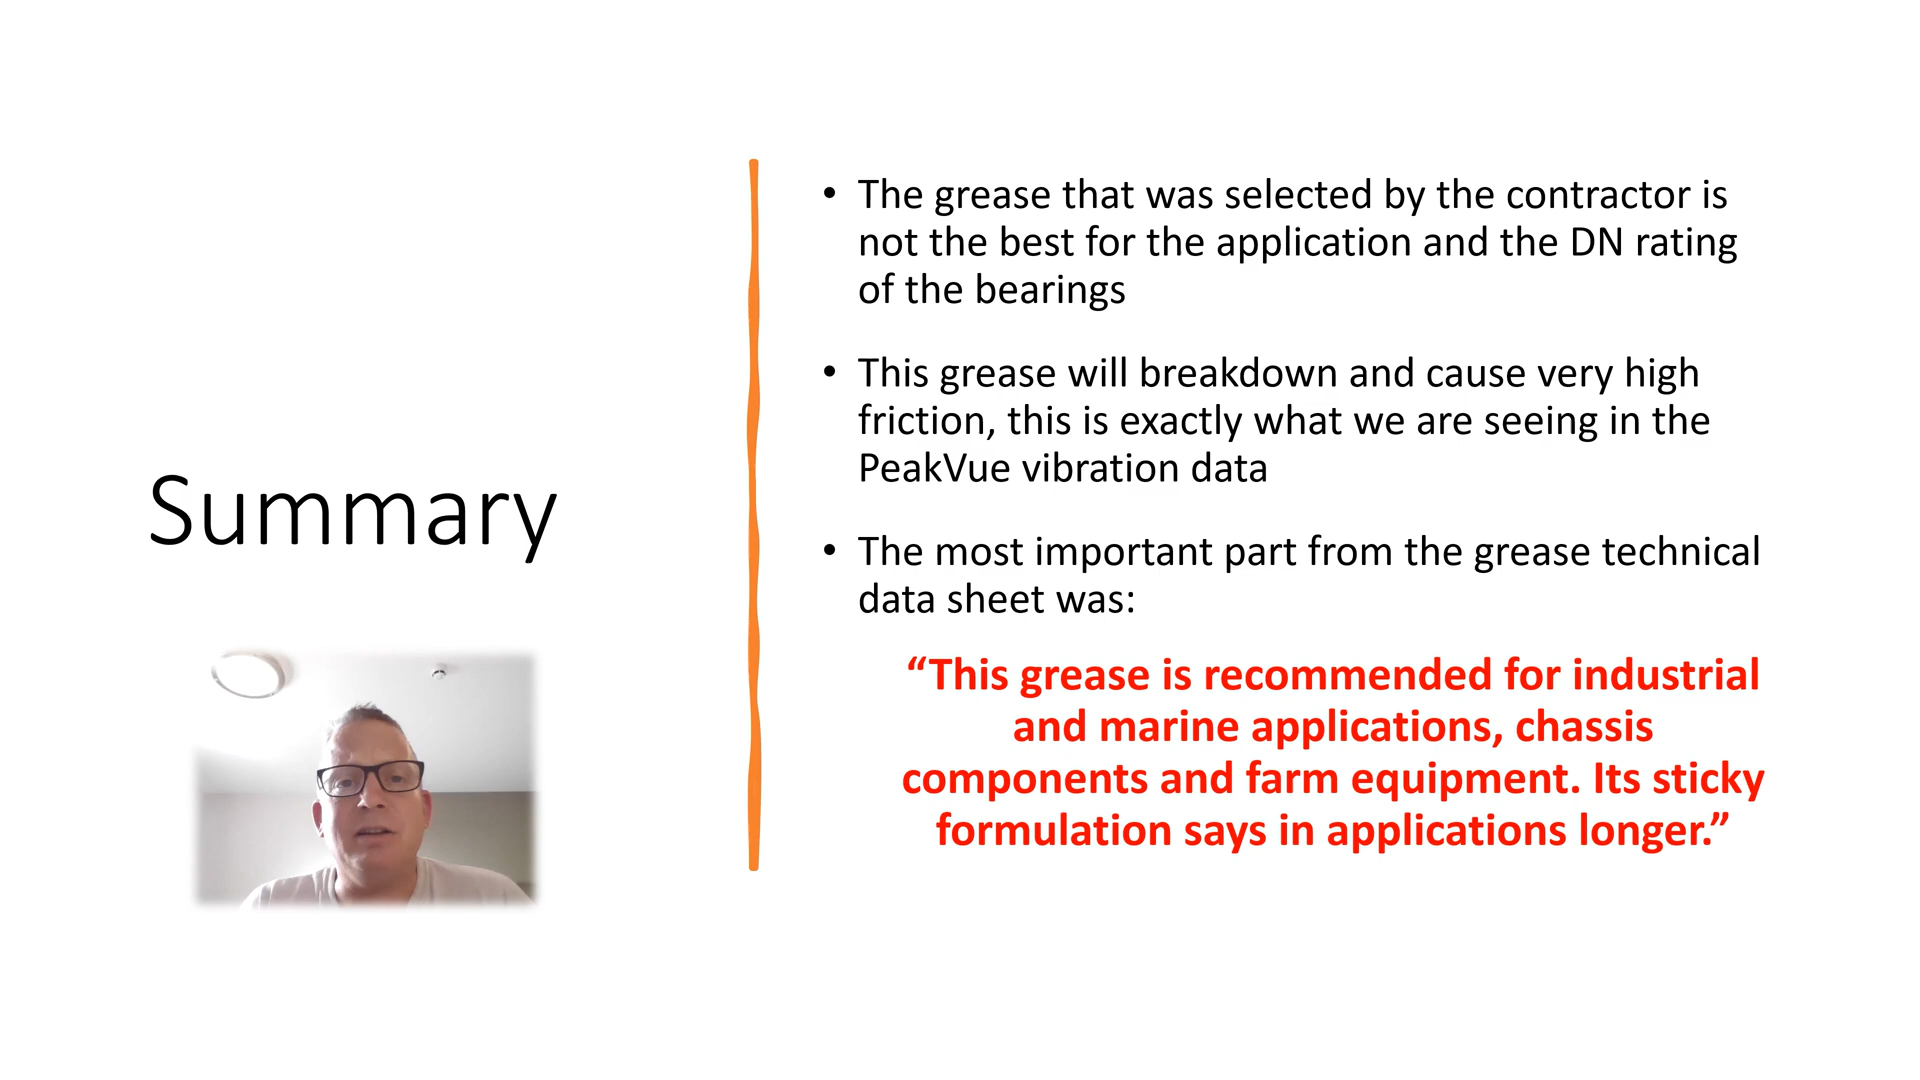 Summary
• The grease that was selected by the contractor is
not the best for the application and the DN rating
of the bearings
• This grease will breakdown and cause very high
friction, this is exactly what we are seeing in the
PeakVue vibration data
• The most important part from the grease technical
data sheet was:
“This grease is recommended for industrial
and marine applications, chassis
components and farm equipment. Its sticky
formulation says in applications longer.”